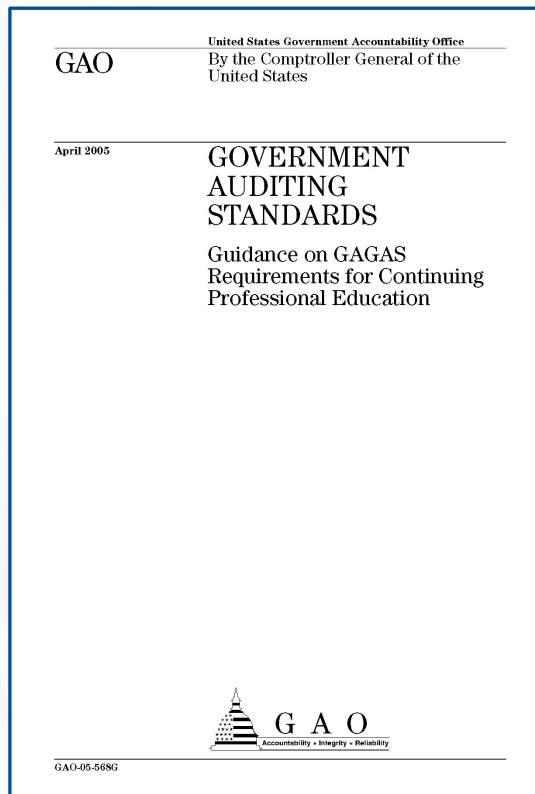 United States Government Accountability Office
GAO
By the Comptroller General of the
United States
April 2005
GOVERNMENT
AUDITING
STANDARDS
Guidance on GAGAS
Requirements for Continuing
Professional Education
G A O
Accountability * Integrity * Reliability
GAO-05-568G